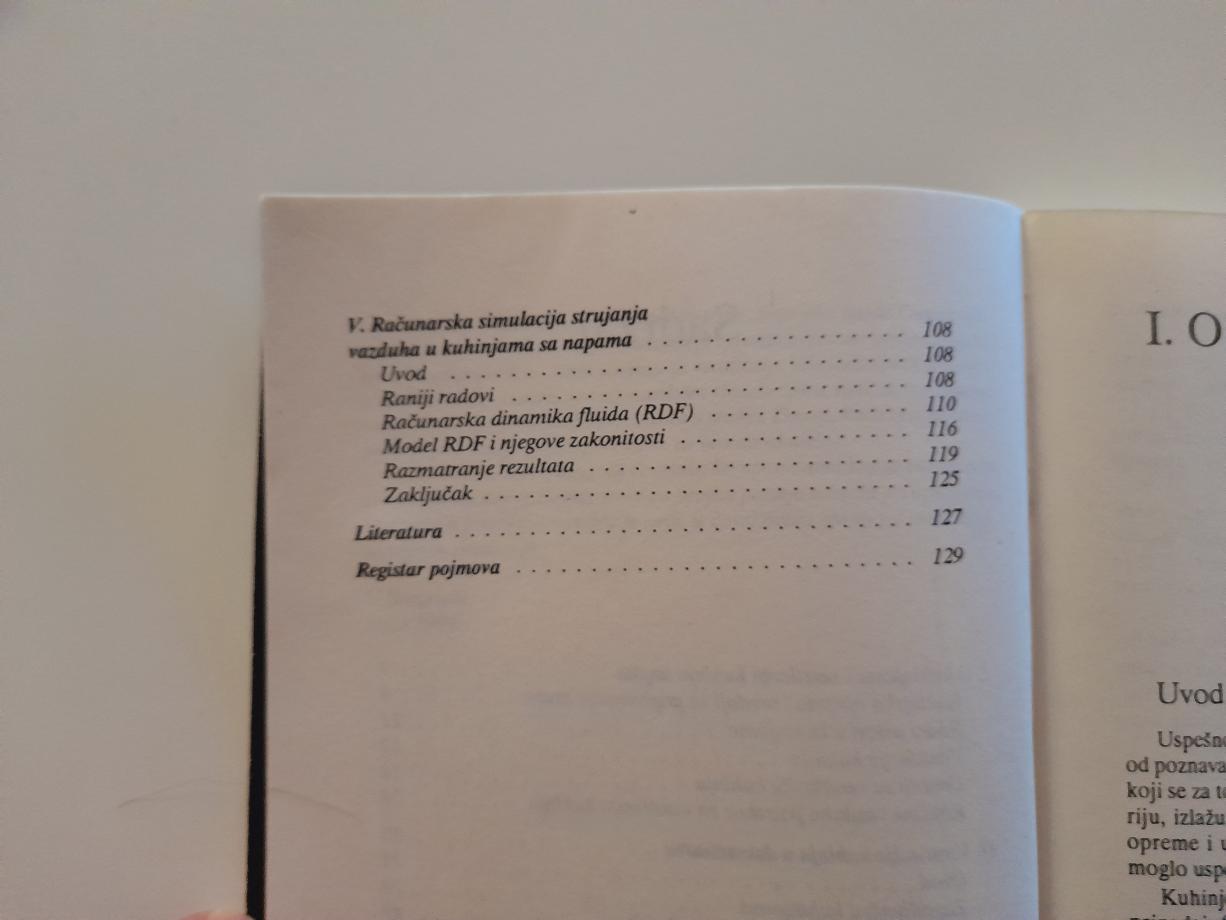 V. Računarska simulacija strujanja
vazduha u kuhinjama sa napama . . . . . . . . . . . . . . . . . . 108
Uvod . . . . . . . . . . . . . . . . . . . . . . . . . . . . . . 108
Raniji radovi . . . . . . . . . . . . . . . . . . . . . . . . . . 108
Računarska dinamika fluida (RDF) . . . . . . . . . . . . . . 110
Model RDF i njegove zakonitosti . . . . . . . . . . . . . . . . 116
Razmatranje rezultata . . . . . . . . . . . . . . . . . . . . . . 119
Zaključak . . . . . . . . . . . . . . . . . . . . . . . . . . . . . 125
Literatura . . . . . . . . . . . . . . . . . . . . . . . . . . . . . . . 127
Registar pojmova . . . . . . . . . . . . . . . . . . . . . . . . . . . 129
I. O
Uvod
Uspešno
od poznava
koji se za
riju, izlažu
opreme i
moglo
Kuhinj